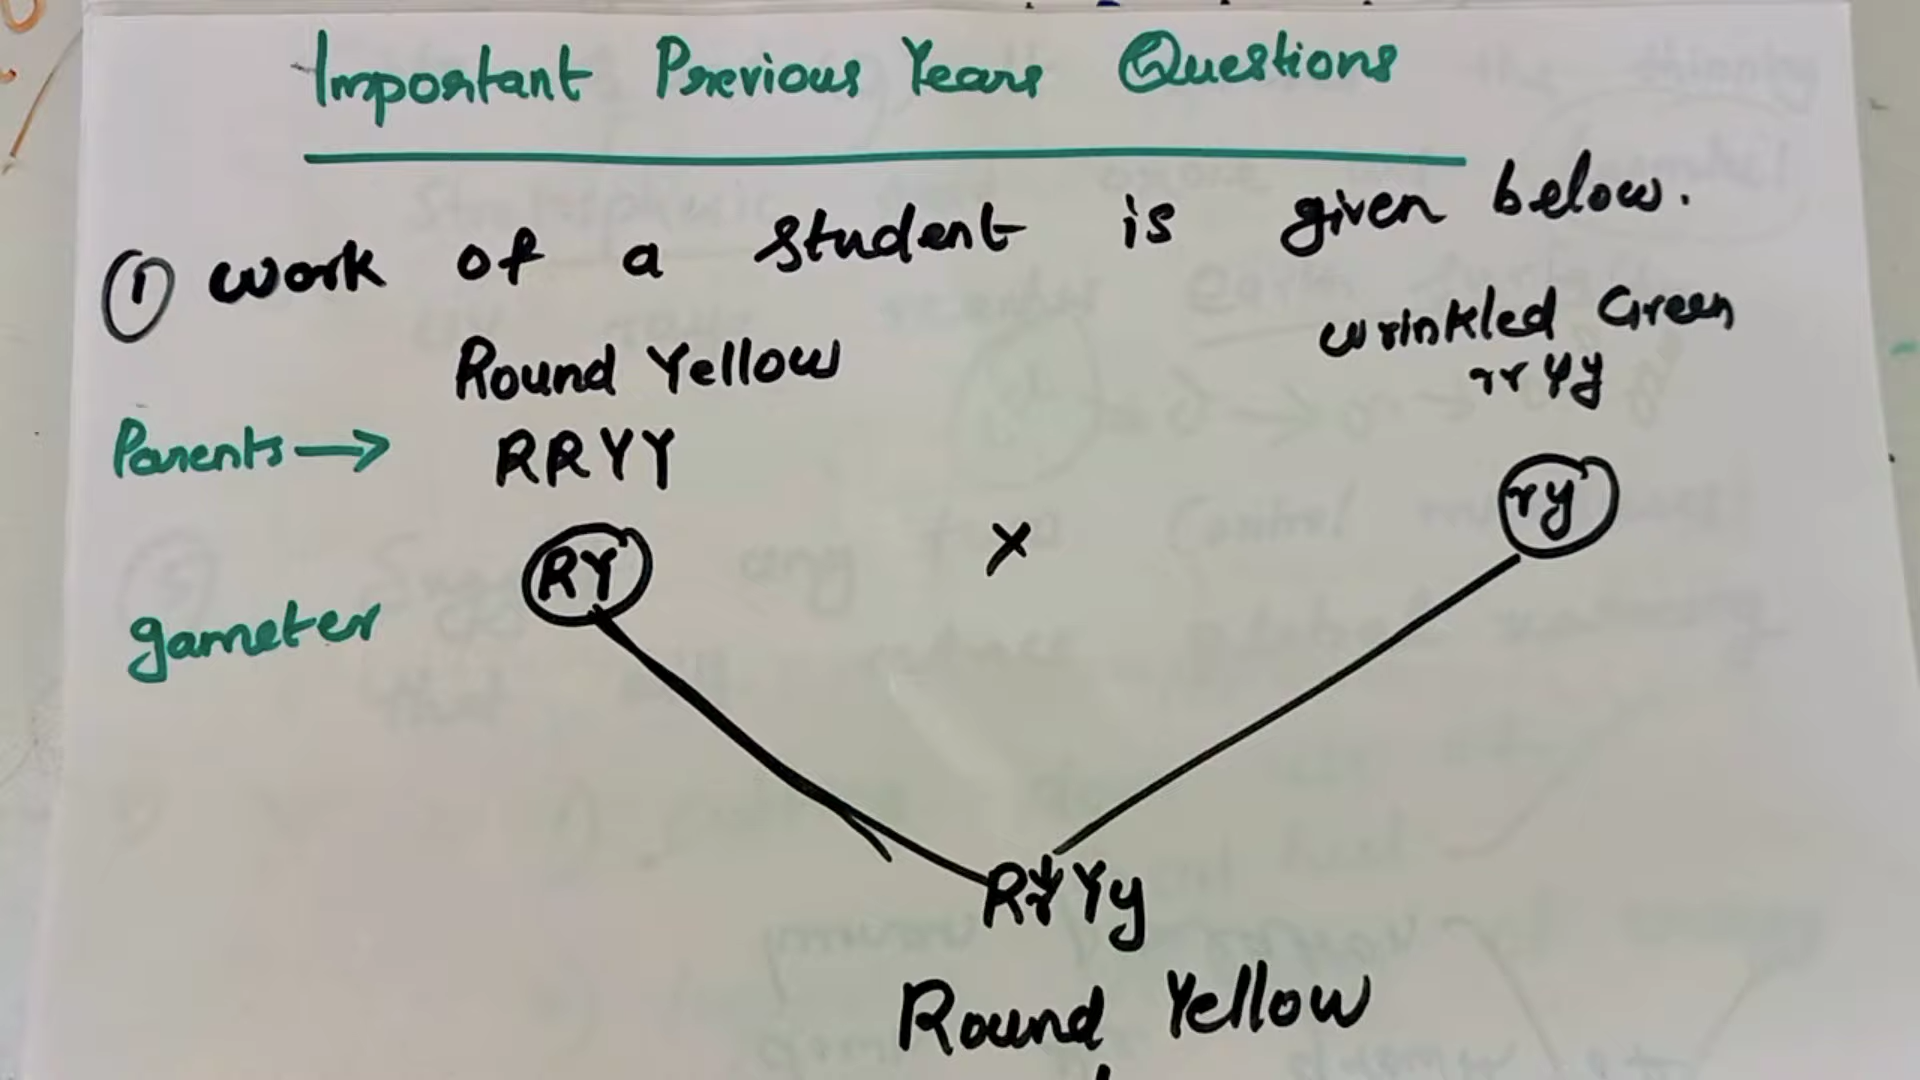 Important Previous Years Questions
① Work of a student is given below.
Round Yellow
wrinkled Green
rrYy
Parents → RRYY
RY × ry
gameter
RrYy
Round Yellow